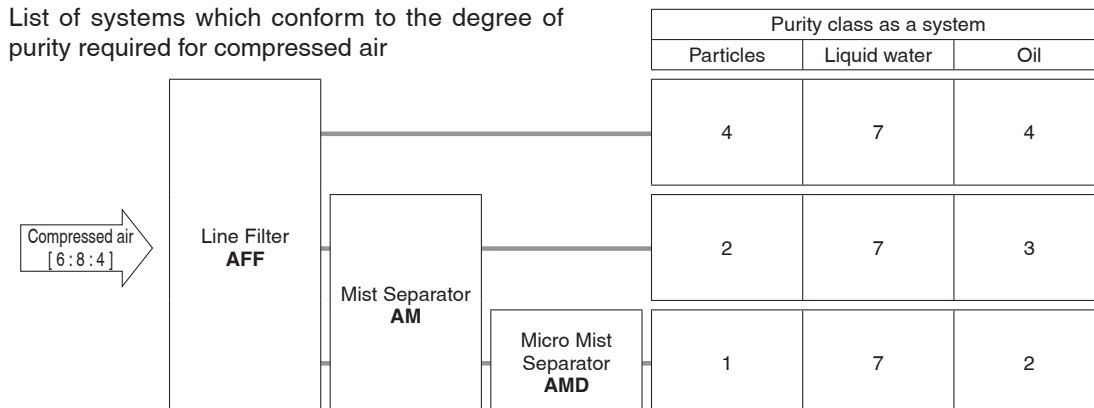 List of systems which conform to the degree of
purity required for compressed air
Purity class as a system
Particles Liquid water Oil
4 7 4
Compressed air
[ 6 : 8 : 4 ]
Line Filter
AFF
2 7 3
Mist Separator
AM
Micro Mist
Separator
AMD
1 7 2